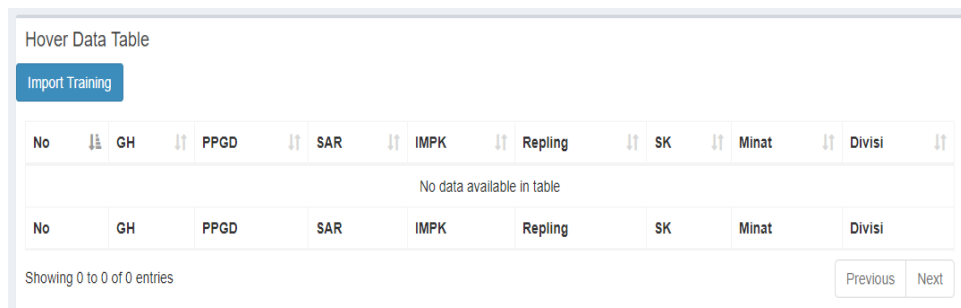 Hover Data Table
Import Training
No GH PPGD SAR IMPK Repling SK Minat Divisi
No data available in table
No GH PPGD SAR IMPK Repling SK Minat Divisi
Showing 0 to 0 of 0 entries Previous Next